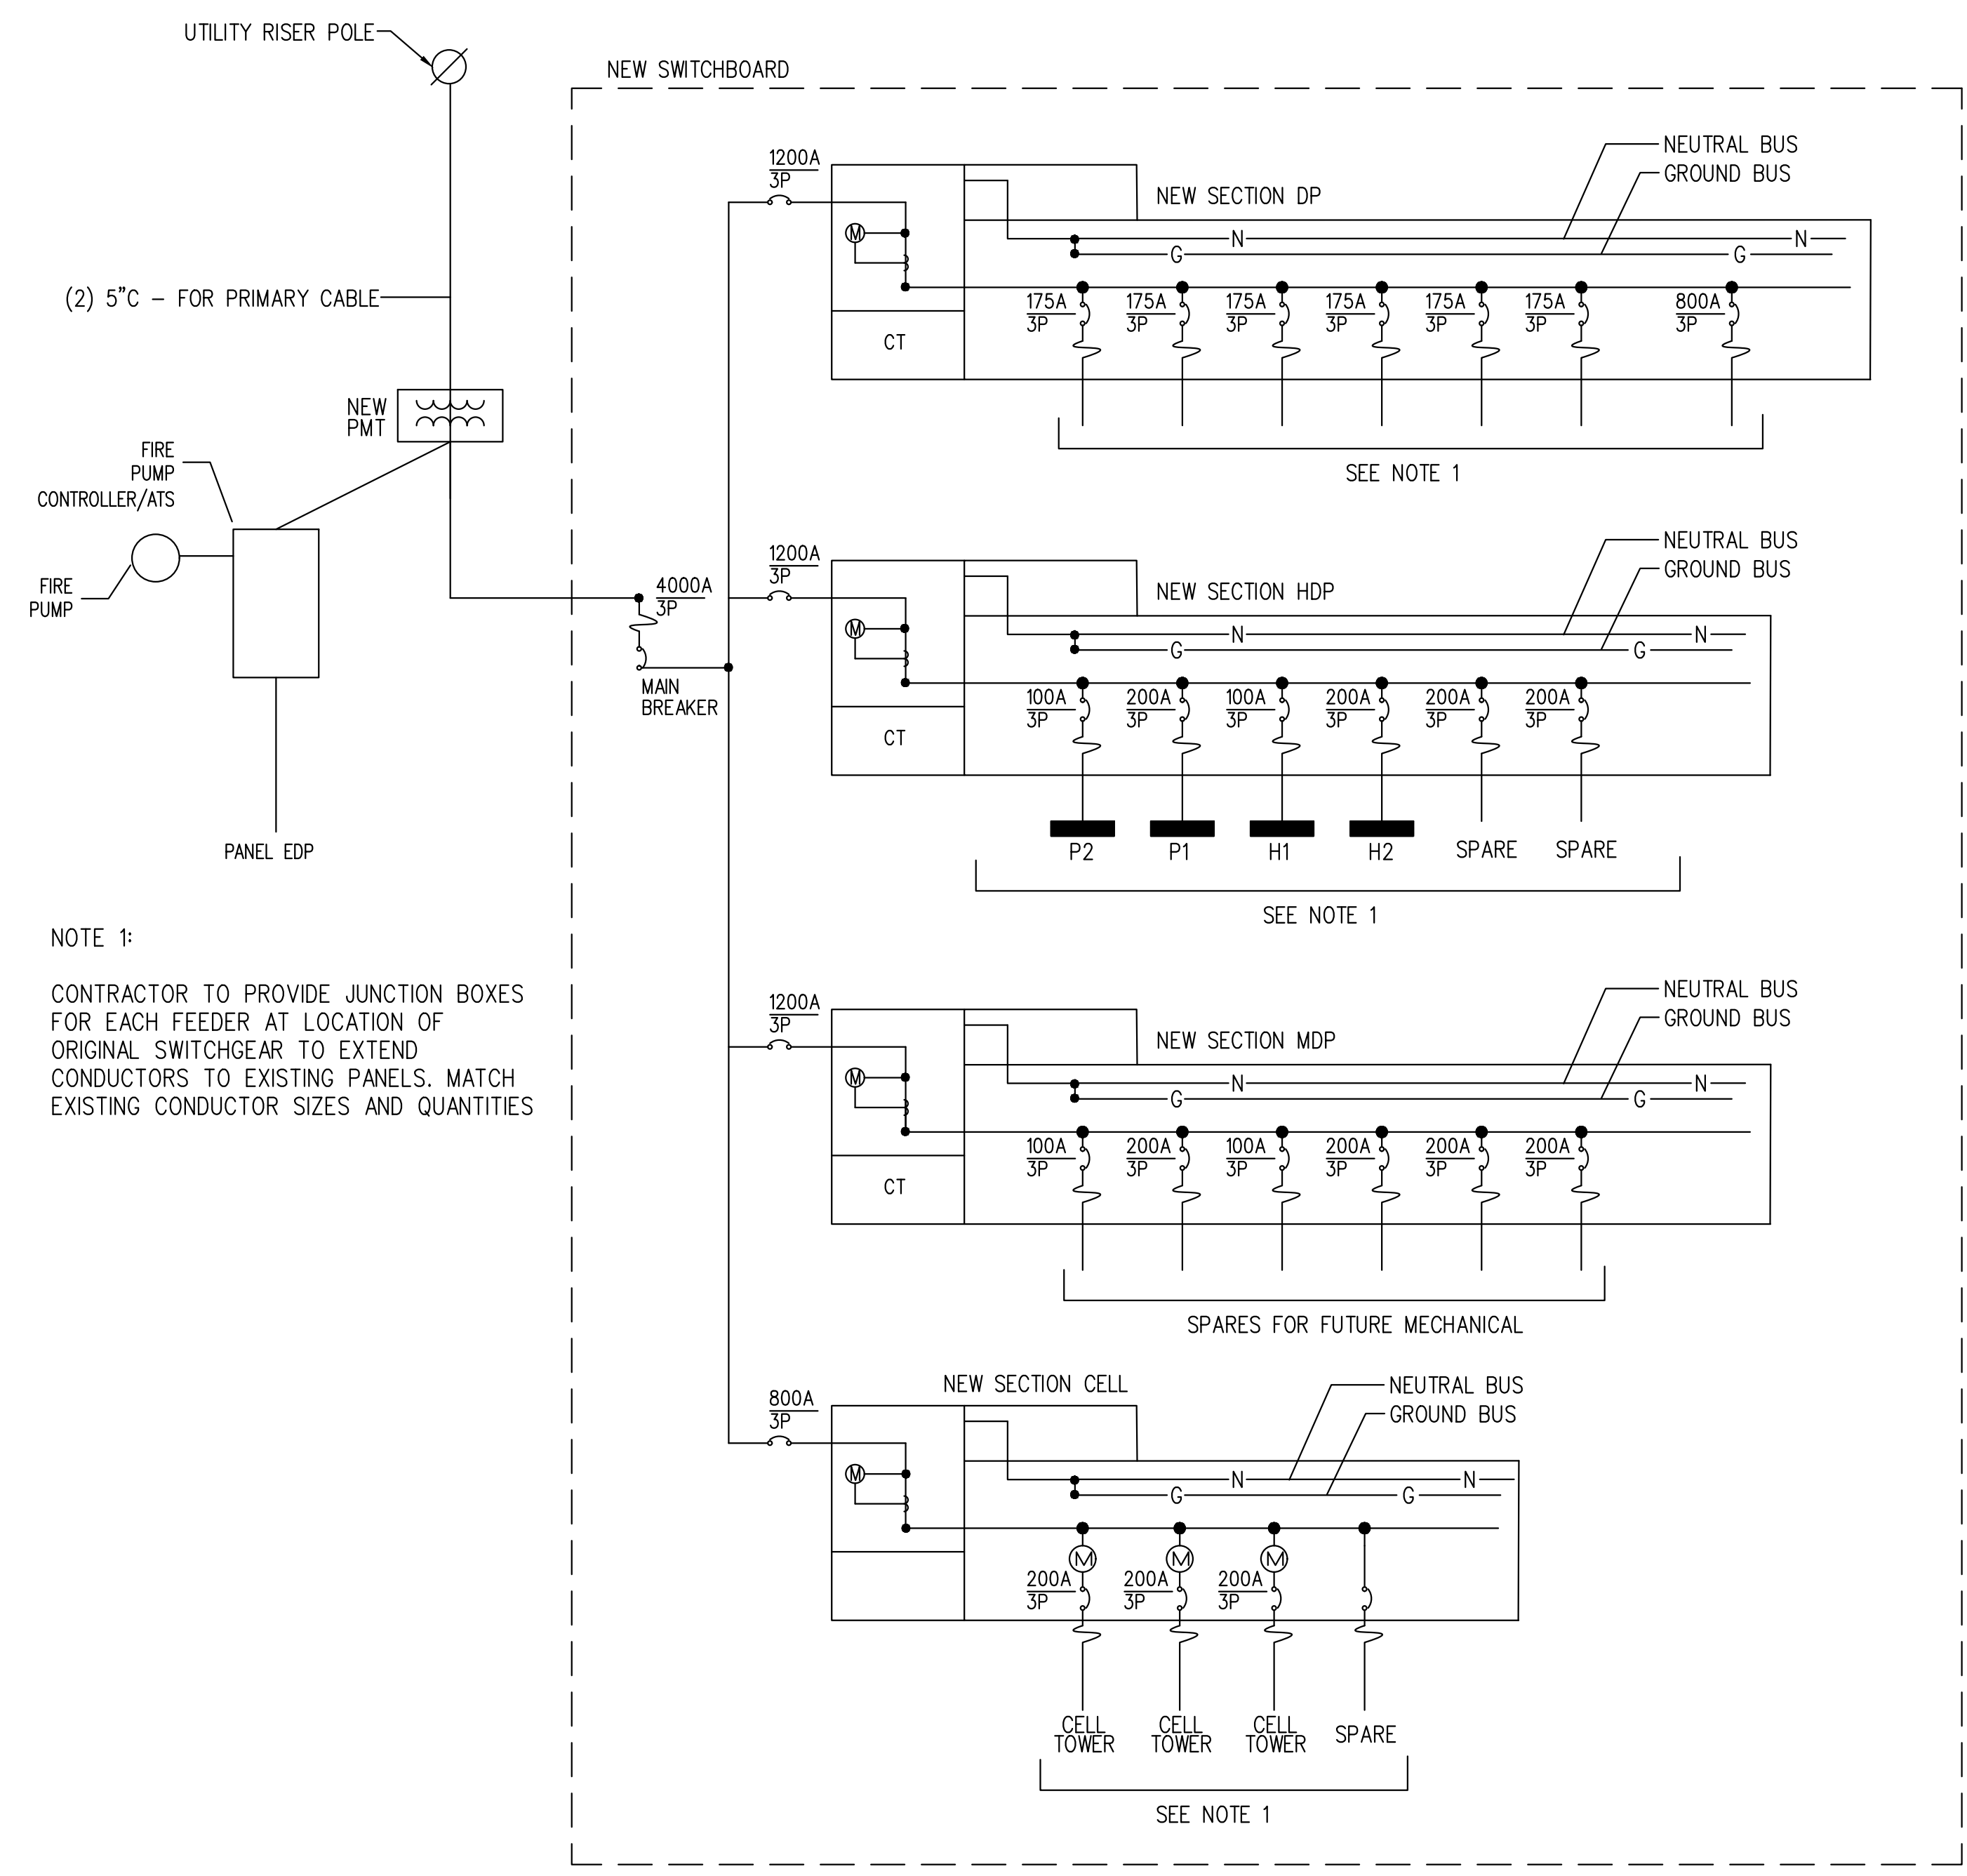 UTILITY RISER POLE
(2) 5"C - FOR PRIMARY CABLE
NEW
PMT
FIRE
PUMP
CONTROLLER/ATS
FIRE
PUMP
PANEL EDP
NOTE 1:
CONTRACTOR TO PROVIDE JUNCTION BOXES
FOR EACH FEEDER AT LOCATION OF
ORIGINAL SWITCHGEAR TO EXTEND
CONDUCTORS TO EXISTING PANELS. MATCH
EXISTING CONDUCTOR SIZES AND QUANTITIES
NEW SWITCHBOARD
4000A
3P
MAIN
BREAKER
1200A
3P
NEW SECTION DP
NEUTRAL BUS
GROUND BUS
M
N N
G G
CT
175A 175A 175A 175A 175A 175A 800A
3P 3P 3P 3P 3P 3P 3P
SEE NOTE 1
1200A
3P
NEW SECTION HDP
NEUTRAL BUS
GROUND BUS
M
N N
G G
CT
100A 200A 100A 200A 200A 200A
3P 3P 3P 3P 3P 3P
P2 P1 H1 H2 SPARE SPARE
SEE NOTE 1
1200A
3P
NEW SECTION MDP
NEUTRAL BUS
GROUND BUS
M
N N
G G
CT
100A 200A 100A 200A 200A 200A
3P 3P 3P 3P 3P 3P
SPARES FOR FUTURE MECHANICAL
800A
3P
NEW SECTION CELL
NEUTRAL BUS
GROUND BUS
M
N N
G G
M M M
200A 200A 200A
3P 3P 3P
CELL CELL CELL
TOWER TOWER TOWER SPARE
SEE NOTE 1